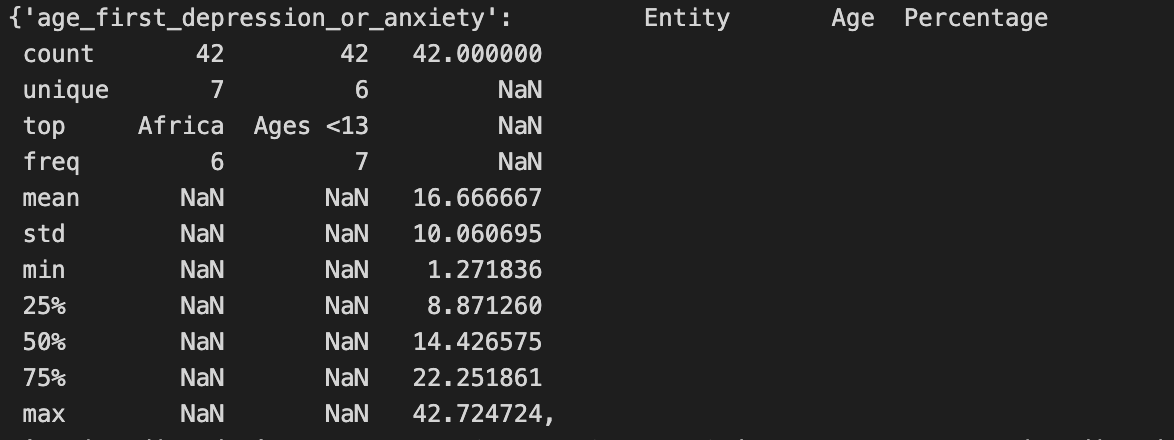 {'age_first_depression_or_anxiety':         Entity       Age  Percentage
count       42        42   42.000000
unique       7         6         NaN
top     Africa  Ages <13         NaN
freq         6         7         NaN
mean       NaN       NaN   16.666667
std        NaN       NaN   10.060695
min        NaN       NaN    1.271836
25%        NaN       NaN    8.871260
50%        NaN       NaN   14.426575
75%        NaN       NaN   22.251861
max        NaN       NaN   42.724724,